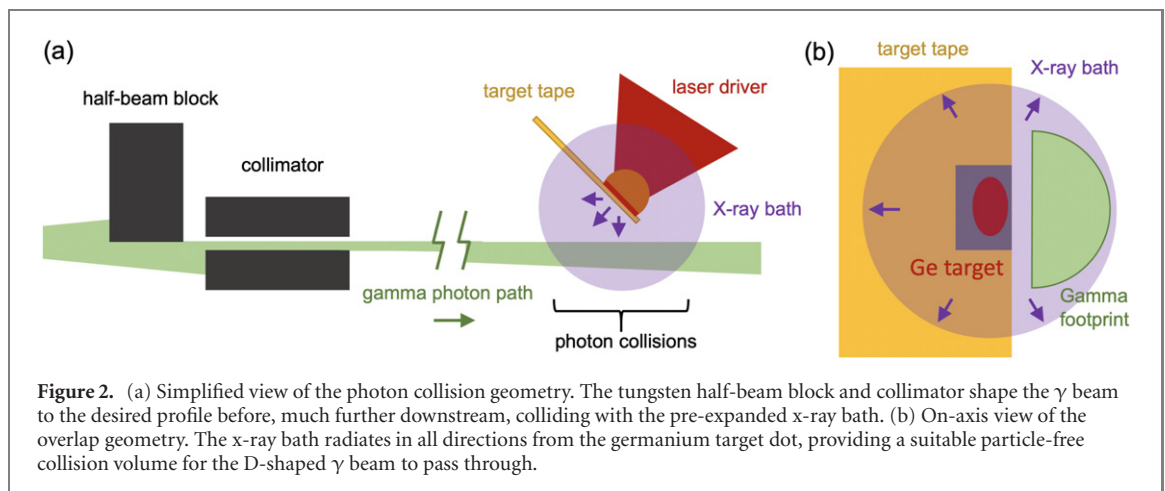 (a)
half-beam block
collimator
gamma photon path
target tape
laser driver
X-ray bath
photon collisions
(b)
target tape
X-ray bath
Ge target
Gamma
footprint
Figure 2. (a) Simplified view of the photon collision geometry. The tungsten half-beam block and collimator shape the γ beam
to the desired profile before, much further downstream, colliding with the pre-expanded x-ray bath. (b) On-axis view of the
overlap geometry. The x-ray bath radiates in all directions from the germanium target dot, providing a suitable particle-free
collision volume for the D-shaped γ beam to pass through.